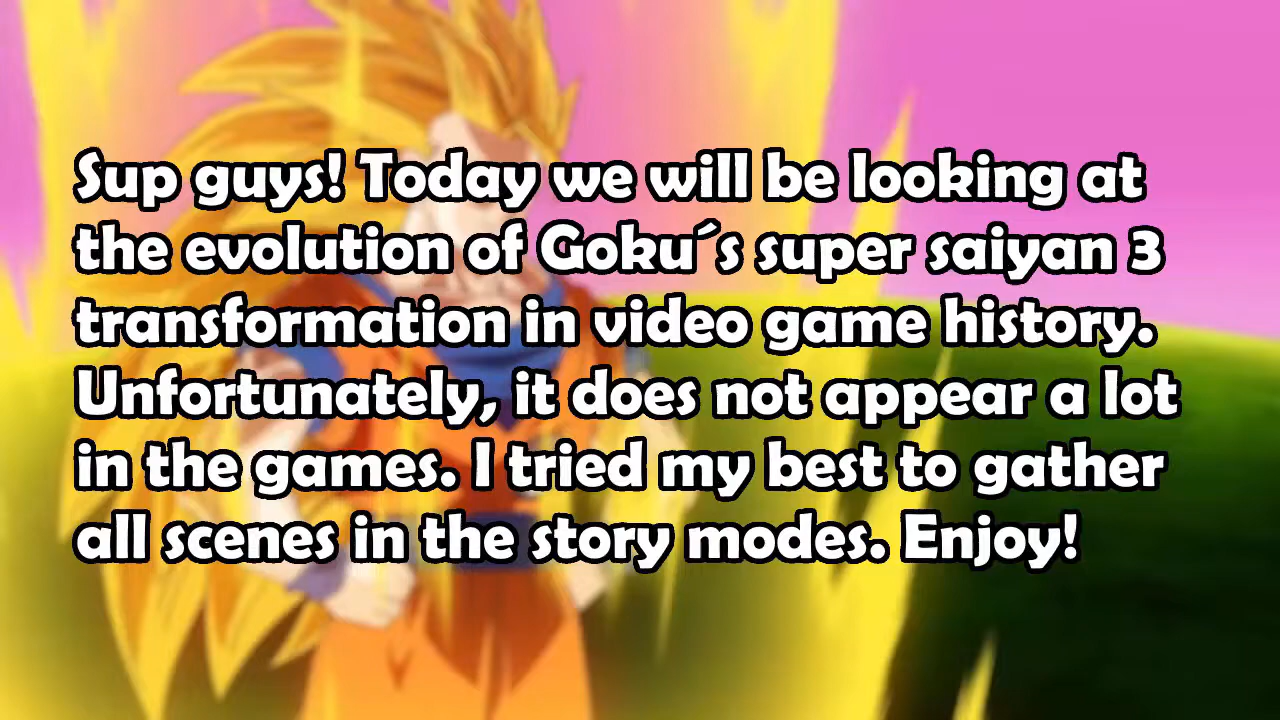 Sup guys! Today we will be looking at
the evolution of Goku´s super saiyan 3
transformation in video game history.
Unfortunately, it does not appear a lot
in the games. I tried my best to gather
all scenes in the story modes. Enjoy!